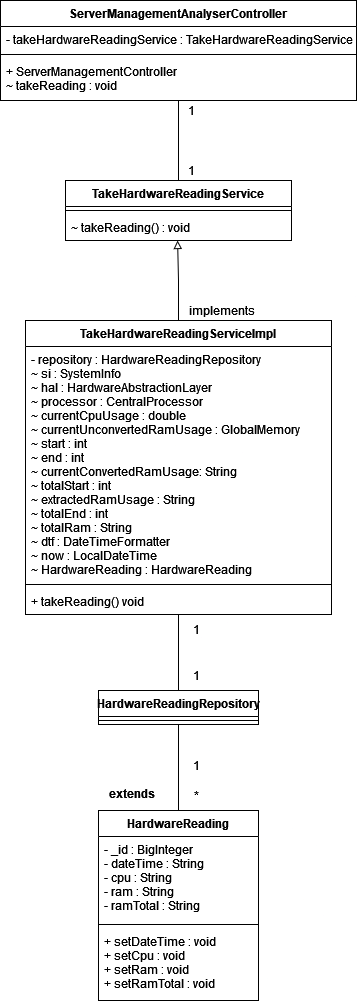 ServerManagementAnalyserController
- takeHardwareReadingService : TakeHardwareReadingService
+ ServerManagementController
~ takeReading : void
1
1
TakeHardwareReadingService
~ takeReading() : void
implements
TakeHardwareReadingServiceImpl
- repository : HardwareReadingRepository
~ si : SystemInfo
~ hal : HardwareAbstractionLayer
~ processor : CentralProcessor
~ currentCpuUsage : double
~ currentUnconvertedRamUsage : GlobalMemory
~ start : int
~ end : int
~ currentConvertedRamUsage: String
~ totalStart : int
~ extractedRamUsage : String
~ totalEnd : int
~ totalRam : String
~ dtf : DateTimeFormatter
~ now : LocalDateTime
~ HardwareReading : HardwareReading
+ takeReading() void
1
1
HardwareReadingRepository
1
extends *
HardwareReading
- _id : BigInteger
- dateTime : String
- cpu : String
- ram : String
- ramTotal : String
+ setDateTime : void
+ setCpu : void
+ setRam : void
+ setRamTotal : void